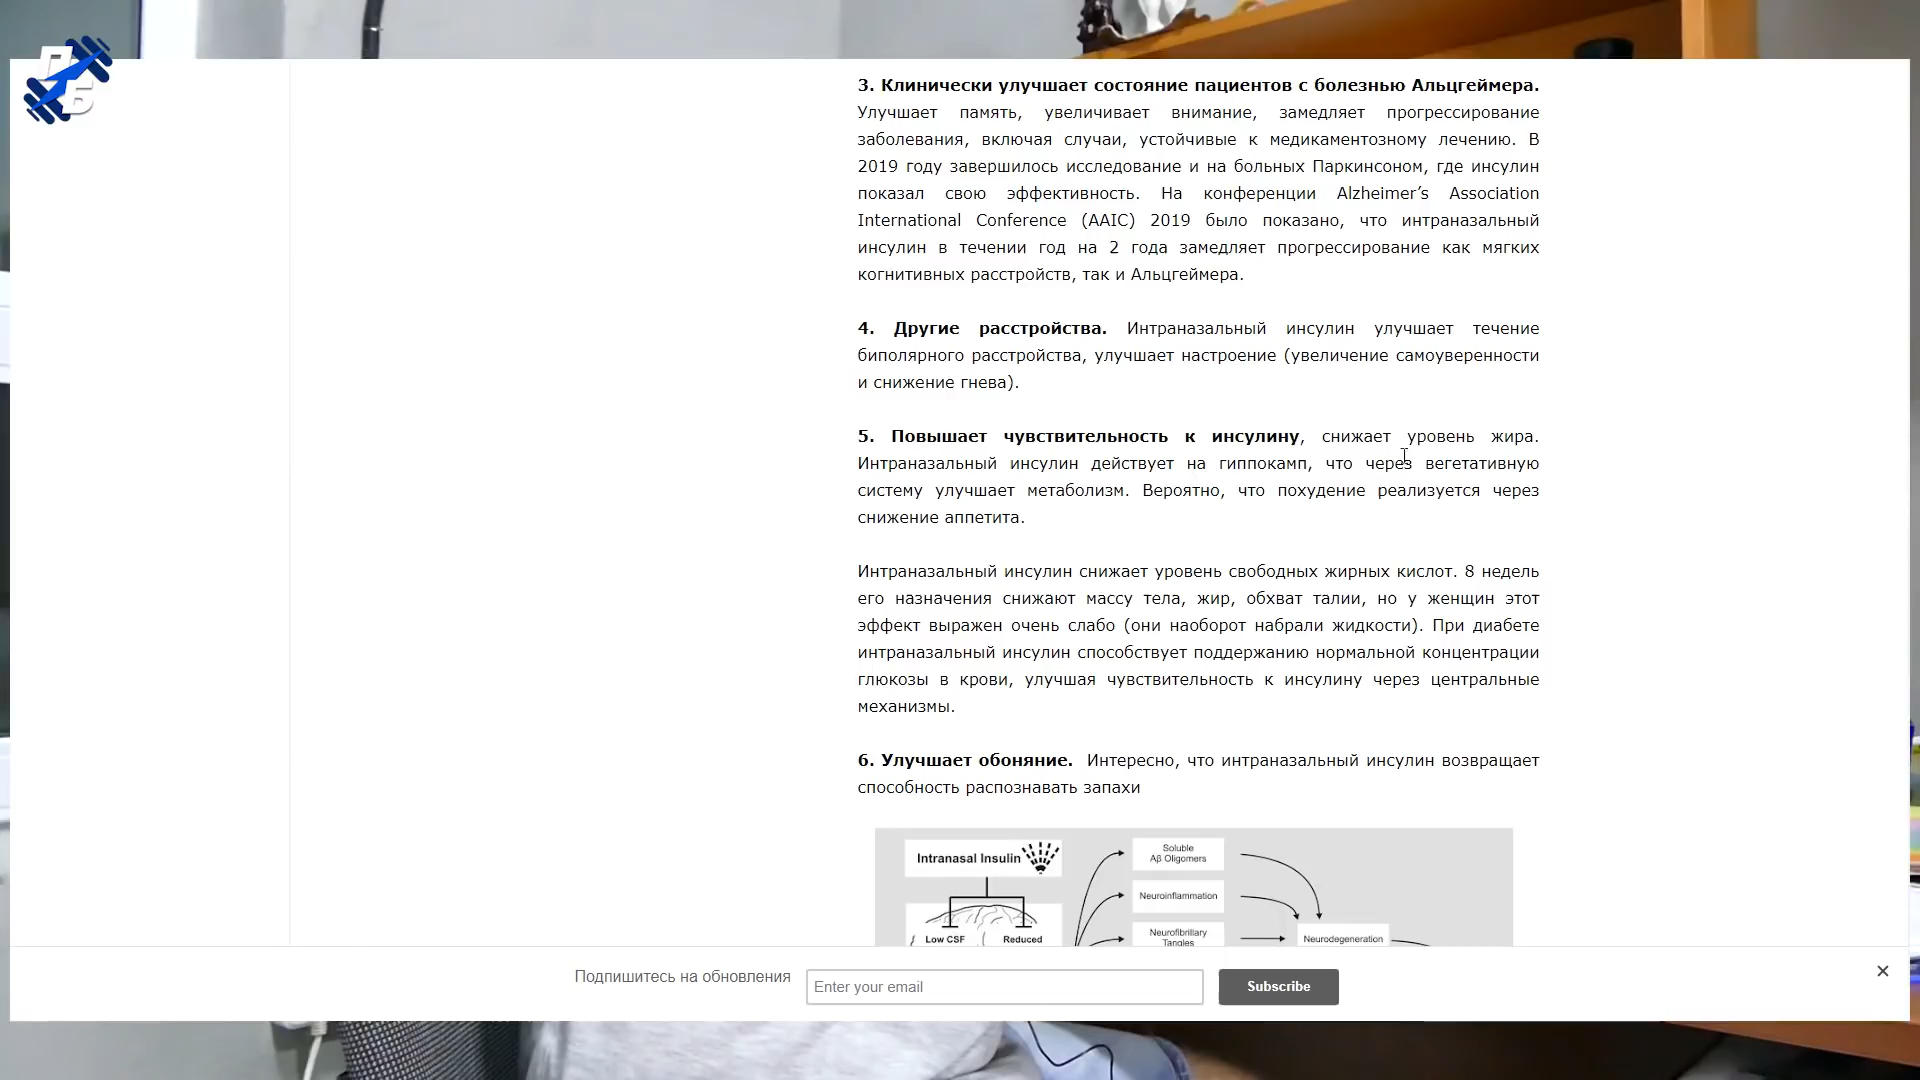 ПБ
3. Клинически улучшает состояние пациентов с болезнью Альцгеймера.
Улучшает память, увеличивает внимание, замедляет прогрессирование
заболевания, включая случаи, устойчивые к медикаментозному лечению. В
2019 году завершилось исследование и на больных Паркинсоном, где инсулин
показал свою эффективность. На конференции Alzheimer’s Association
International Conference (AAIC) 2019 было показано, что интраназальный
инсулин в течении год на 2 года замедляет прогрессирование как мягких
когнитивных расстройств, так и Альцгеймера.
4. Другие расстройства. Интраназальный инсулин улучшает течение
биполярного расстройства, улучшает настроение (увеличение самоуверенности
и снижение гнева).
5. Повышает чувствительность к инсулину, снижает уровень жира.
Интраназальный инсулин действует на гиппокамп, что через вегетативную
систему улучшает метаболизм. Вероятно, что похудение реализуется через
снижение аппетита.
Интраназальный инсулин снижает уровень свободных жирных кислот. 8 недель
его назначения снижают массу тела, жир, обхват талии, но у женщин этот
эффект выражен очень слабо (они наоборот набрали жидкости). При диабете
интраназальный инсулин способствует поддержанию нормальной концентрации
глюкозы в крови, улучшая чувствительность к инсулину через центральные
механизмы.
6. Улучшает обоняние. Интересно, что интраназальный инсулин возвращает
способность распознавать запахи
Intranasal Insulin
Soluble
Aβ Oligomers
Neuroinflammation
Neurofibrillary
Tangles
Neurodegeneration
Low CSF
Reduced
Подпишитесь на обновления
Enter your email
Subscribe